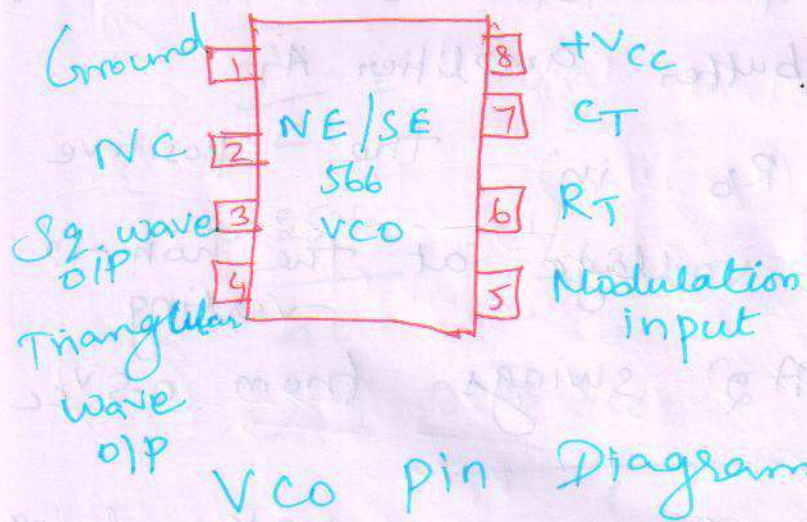 Ground 1
NC 2
Sq. wave 3
o/p
4
Triangular
wave
o/p
NE/SE
566
VCO
8 +Vcc
7 CT
6 RT
5 Modulation
input
VCO pin Diagram